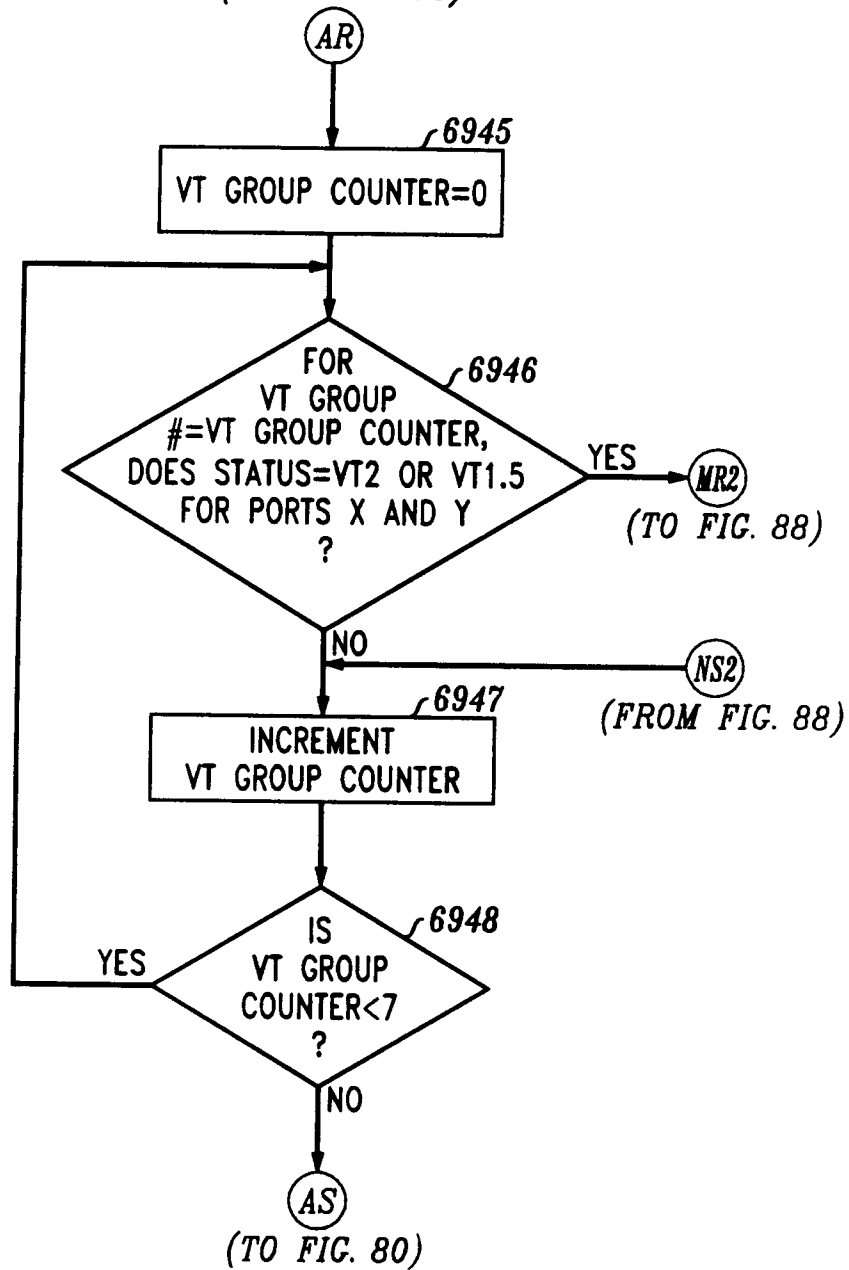 AR
6945
VT GROUP COUNTER=0
FOR
VT GROUP
#=VT GROUP COUNTER,
DOES STATUS=VT2 OR VT1.5
FOR PORTS X AND Y
?
6946
YES
MR2
(TO FIG. 88)
NO
NS2
(FROM FIG. 88)
6947
INCREMENT
VT GROUP COUNTER
6948
IS
VT GROUP
COUNTER<7
?
YES
NO
AS
(TO FIG. 80)